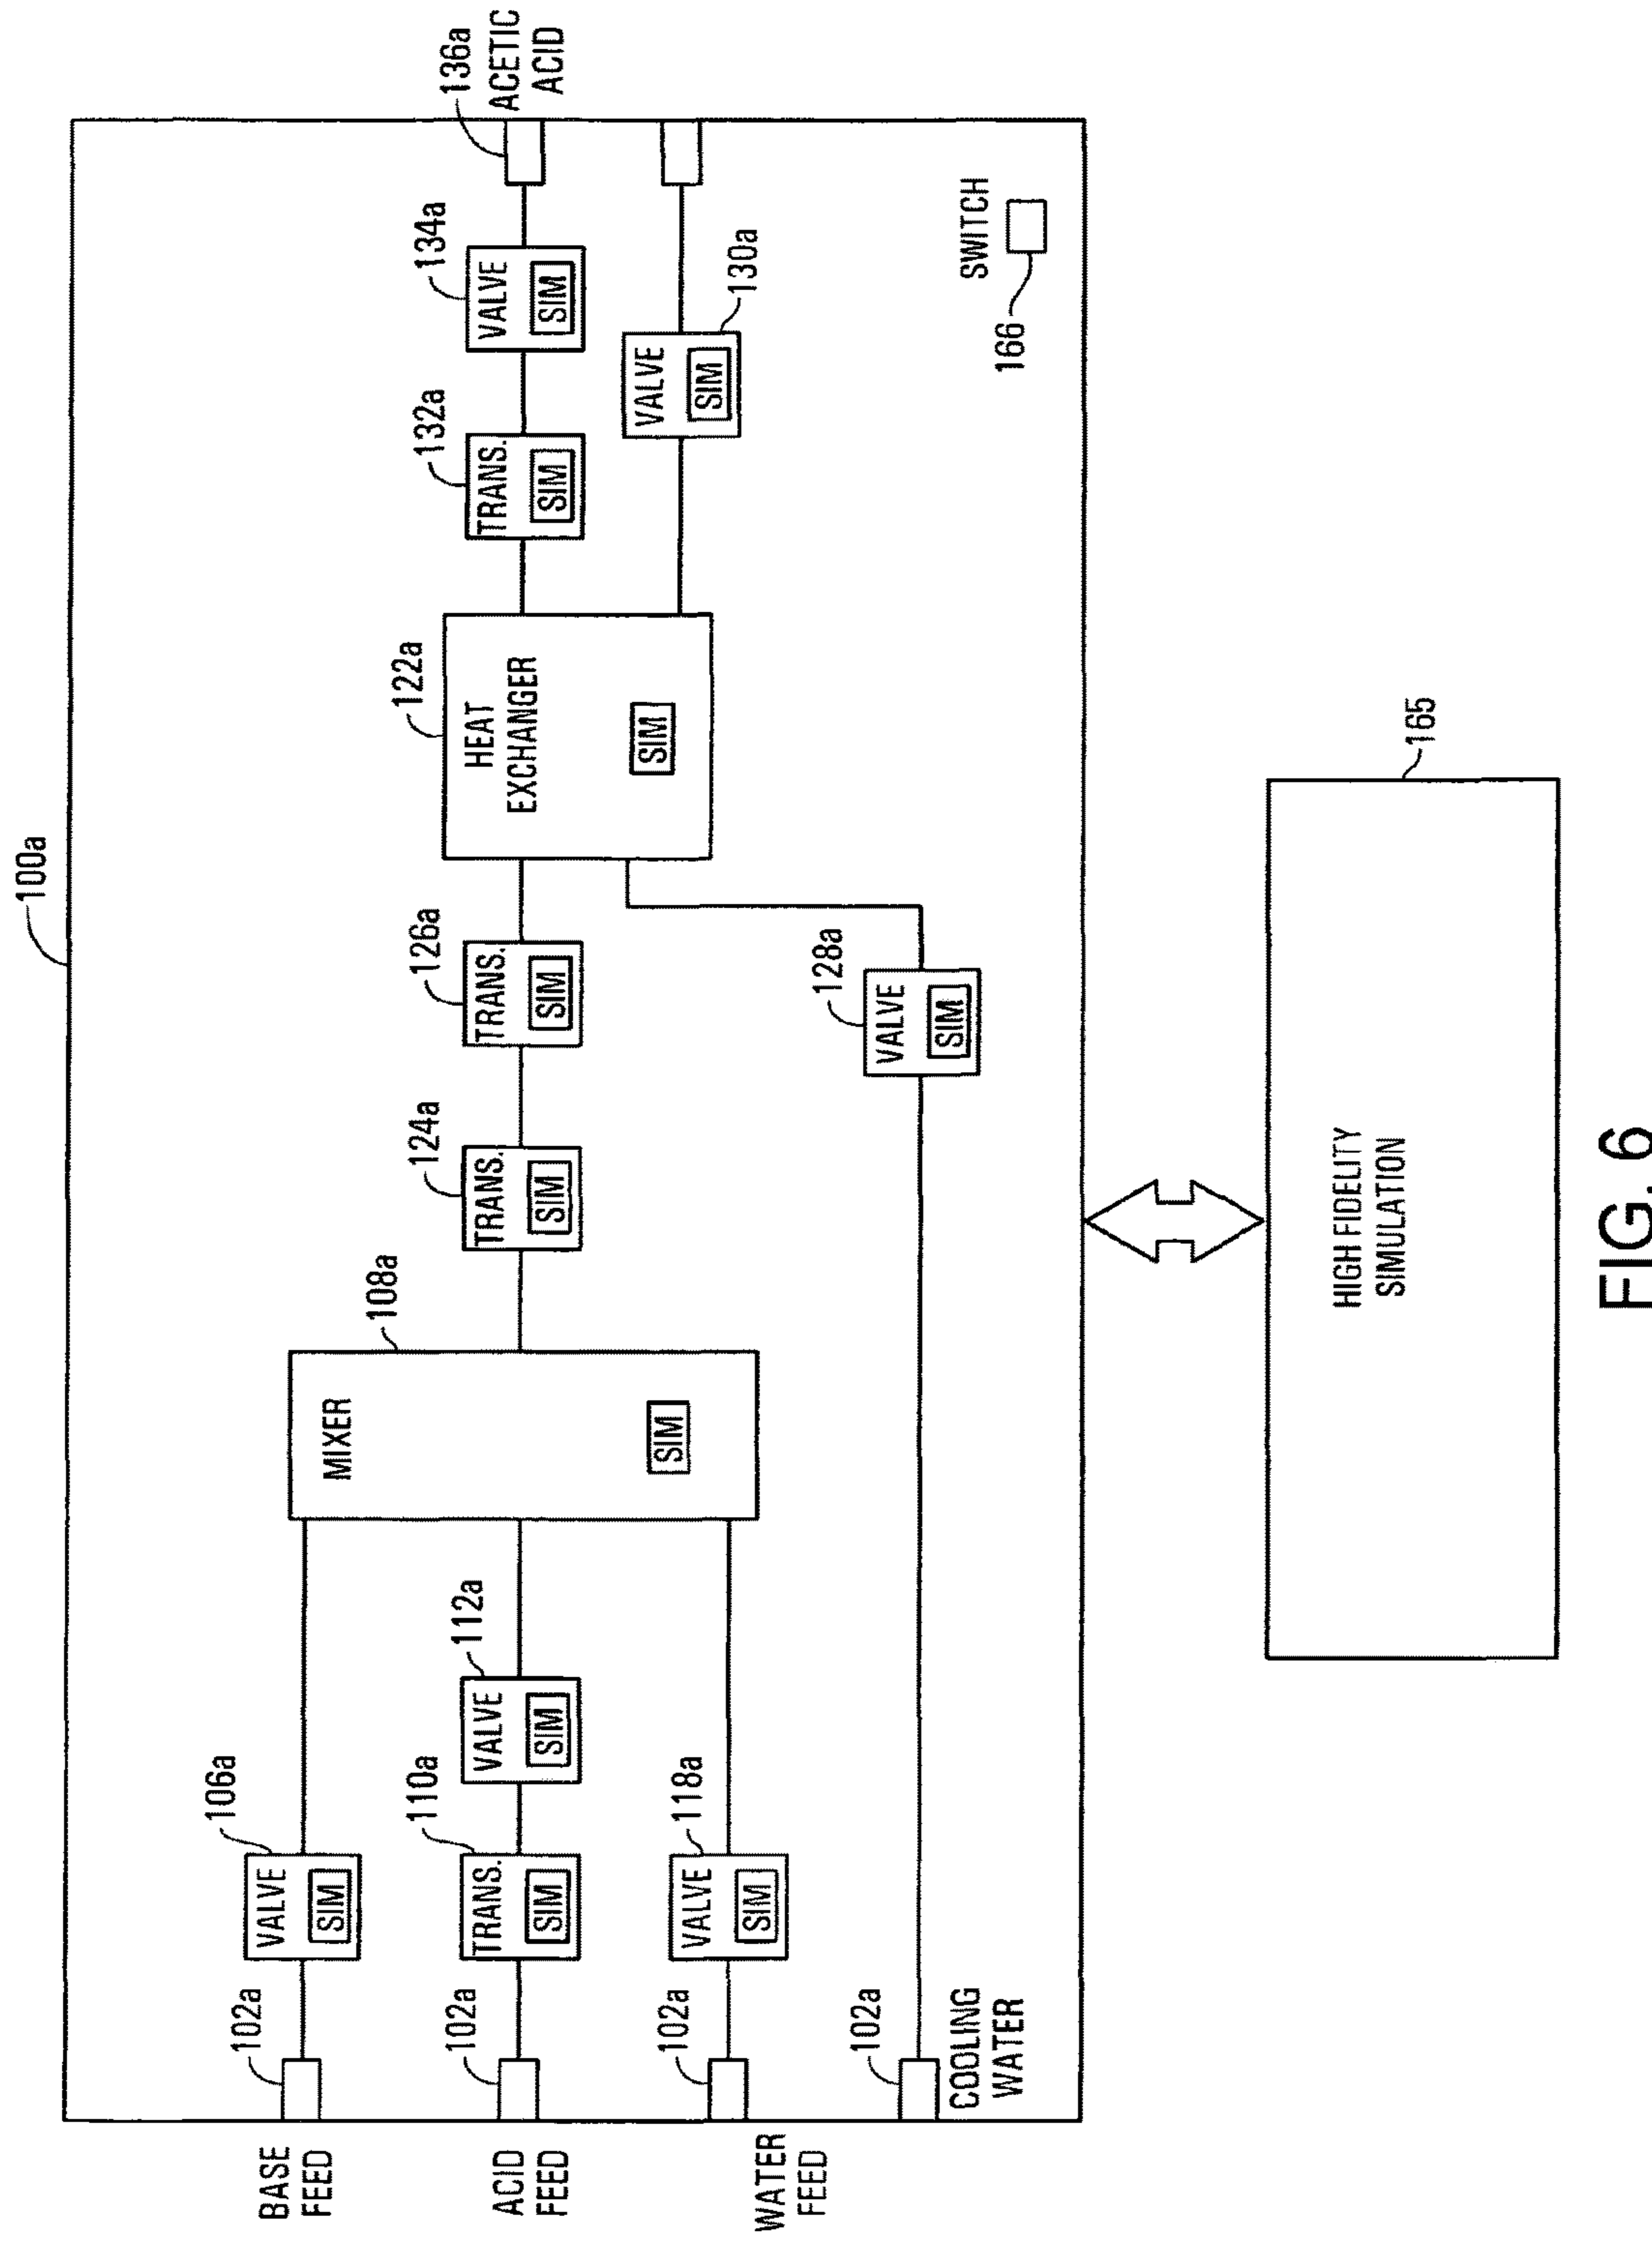 100a
136a
ACETIC
ACID
134a
VALVE
SIM
132a
TRANS.
SIM
VALVE
SIM
130a
SWITCH
166
122a
HEAT
EXCHANGER
SIM
126a
TRANS.
SIM
124a
TRANS.
SIM
128a
VALVE
SIM
108a
MIXER
SIM
106a
VALVE
SIM
112a
VALVE
SIM
110a
TRANS.
SIM
118a
VALVE
SIM
102a
BASE
FEED
102a
ACID
FEED
102a
WATER
FEED
102a
COOLING
WATER
165
HIGH FIDELITY
SIMULATION
FIG. 6